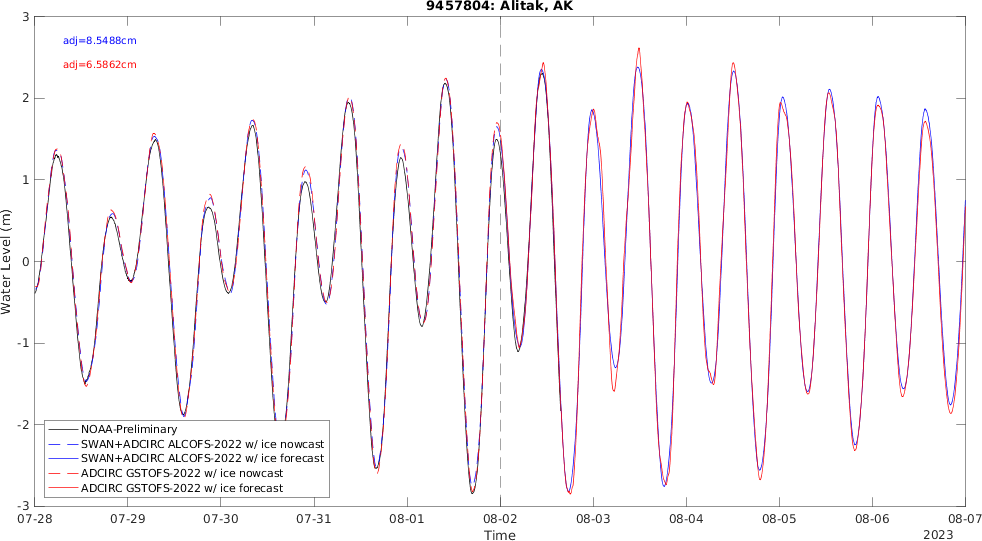 9457804: Alitak, AK
adj=8.5488cm
adj=6.5862cm
3
2
1
0
-1
-2
-3
Water Level (m)
NOAA-Preliminary
SWAN+ADCIRC ALCOFS-2022 w/ ice nowcast
SWAN+ADCIRC ALCOFS-2022 w/ ice forecast
ADCIRC GSTOFS-2022 w/ ice nowcast
ADCIRC GSTOFS-2022 w/ ice forecast
07-28 07-29 07-30 07-31 08-01 08-02 08-03 08-04 08-05 08-06 08-07
Time
2023